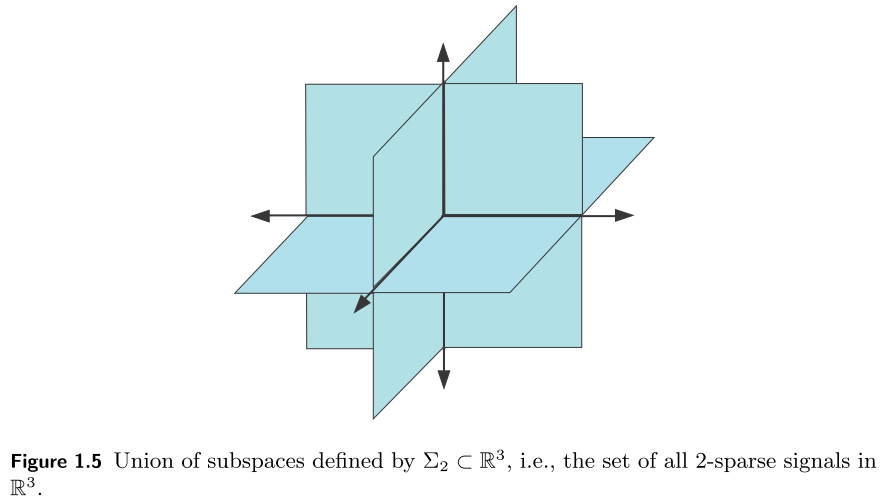 Figure 1.5 Union of subspaces defined by Σ₂ ⊂ ℝ³, i.e., the set of all 2-sparse signals in
ℝ³.